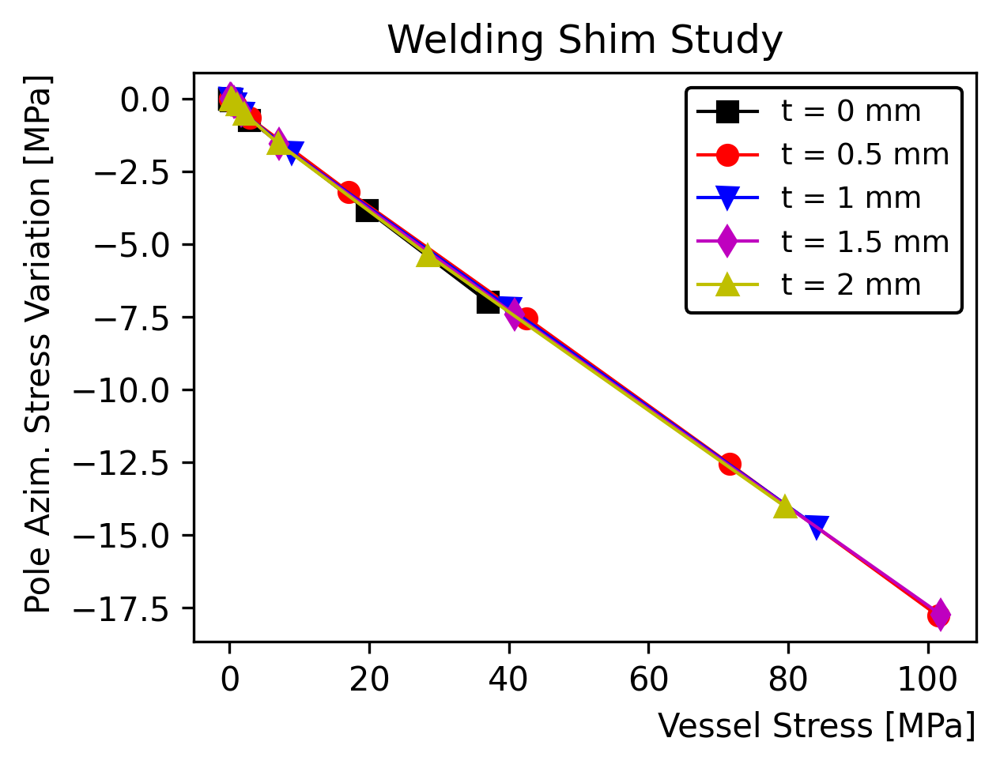 Welding Shim Study
Pole Azim. Stress Variation [MPa]
0.0
−2.5
−5.0
−7.5
−10.0
−12.5
−15.0
−17.5
t = 0 mm
t = 0.5 mm
t = 1 mm
t = 1.5 mm
t = 2 mm
0 20 40 60 80 100
Vessel Stress [MPa]